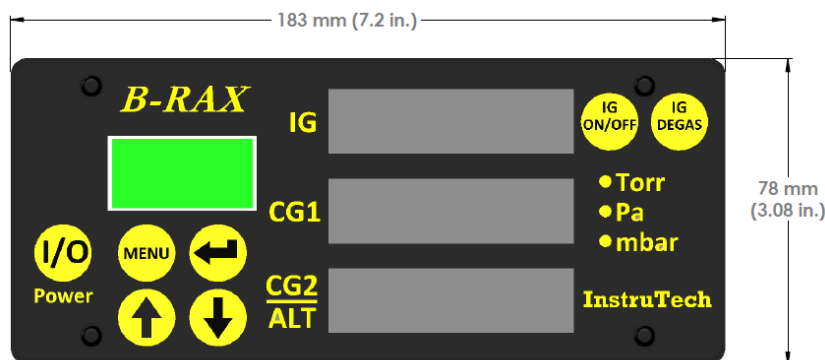 183 mm (7.2 in.)
B-RAX
IG
IG
ON/OFF
IG
DEGAS
CG1
Torr
Pa
mbar
78 mm
(3.08 in.)
I/O
Power
MENU
CG2
ALT
InstruTech